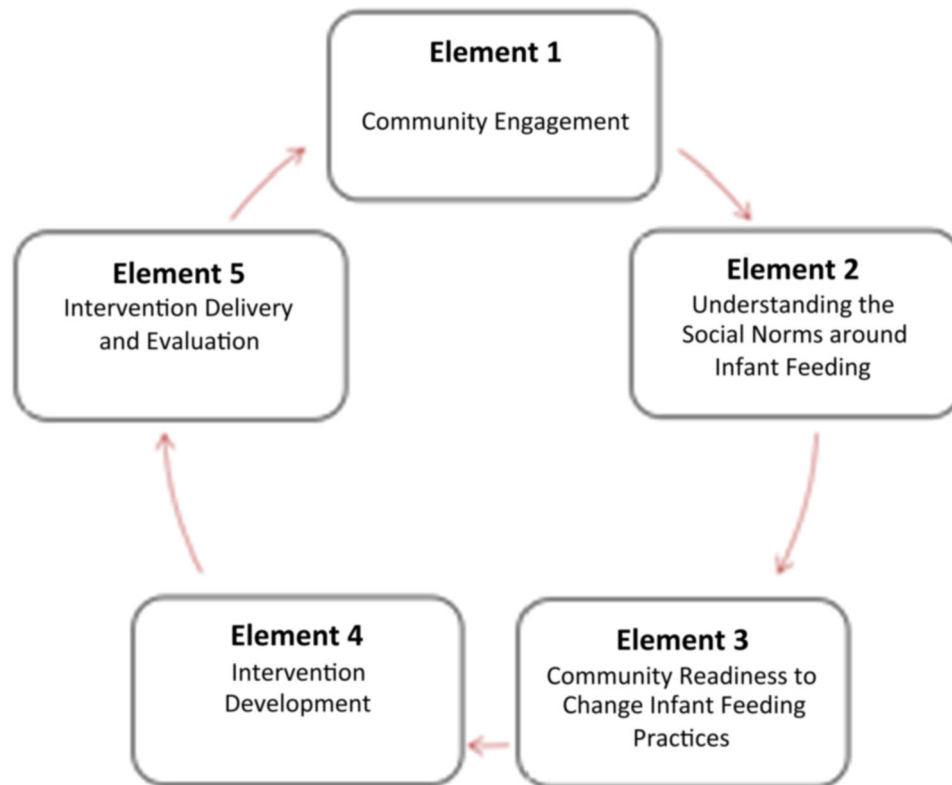 Element 1
Community Engagement
Element 2
Understanding the
Social Norms around
Infant Feeding
Element 3
Community Readiness to
Change Infant Feeding
Practices
Element 4
Intervention
Development
Element 5
Intervention Delivery
and Evaluation